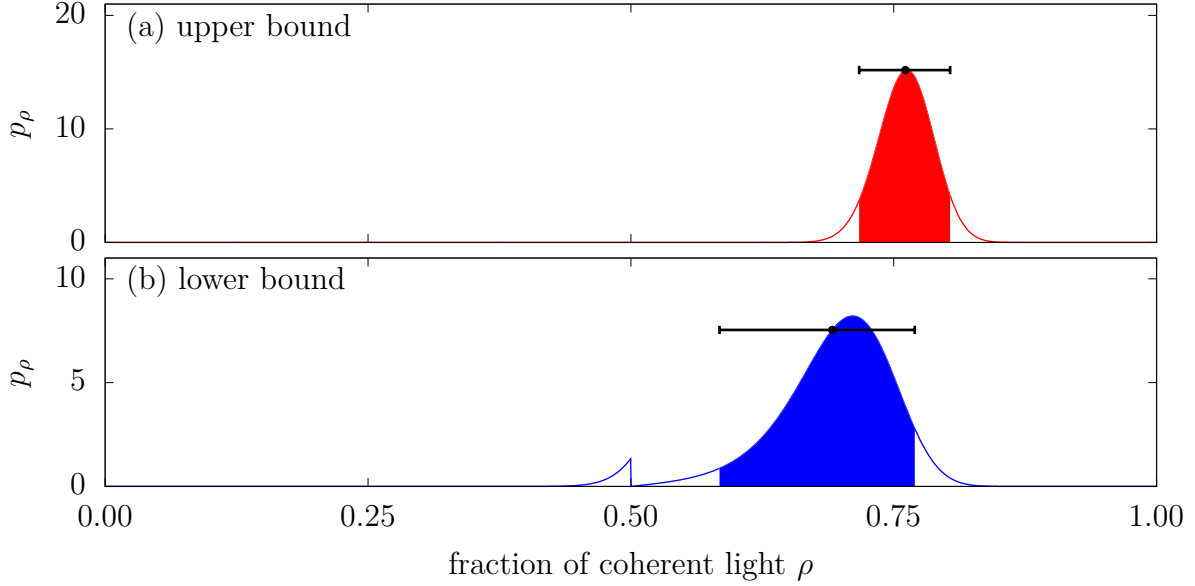 20
(a) upper bound
10
0
pρ
10
(b) lower bound
5
0
pρ
0.00 0.25 0.50 0.75 1.00
fraction of coherent light ρ